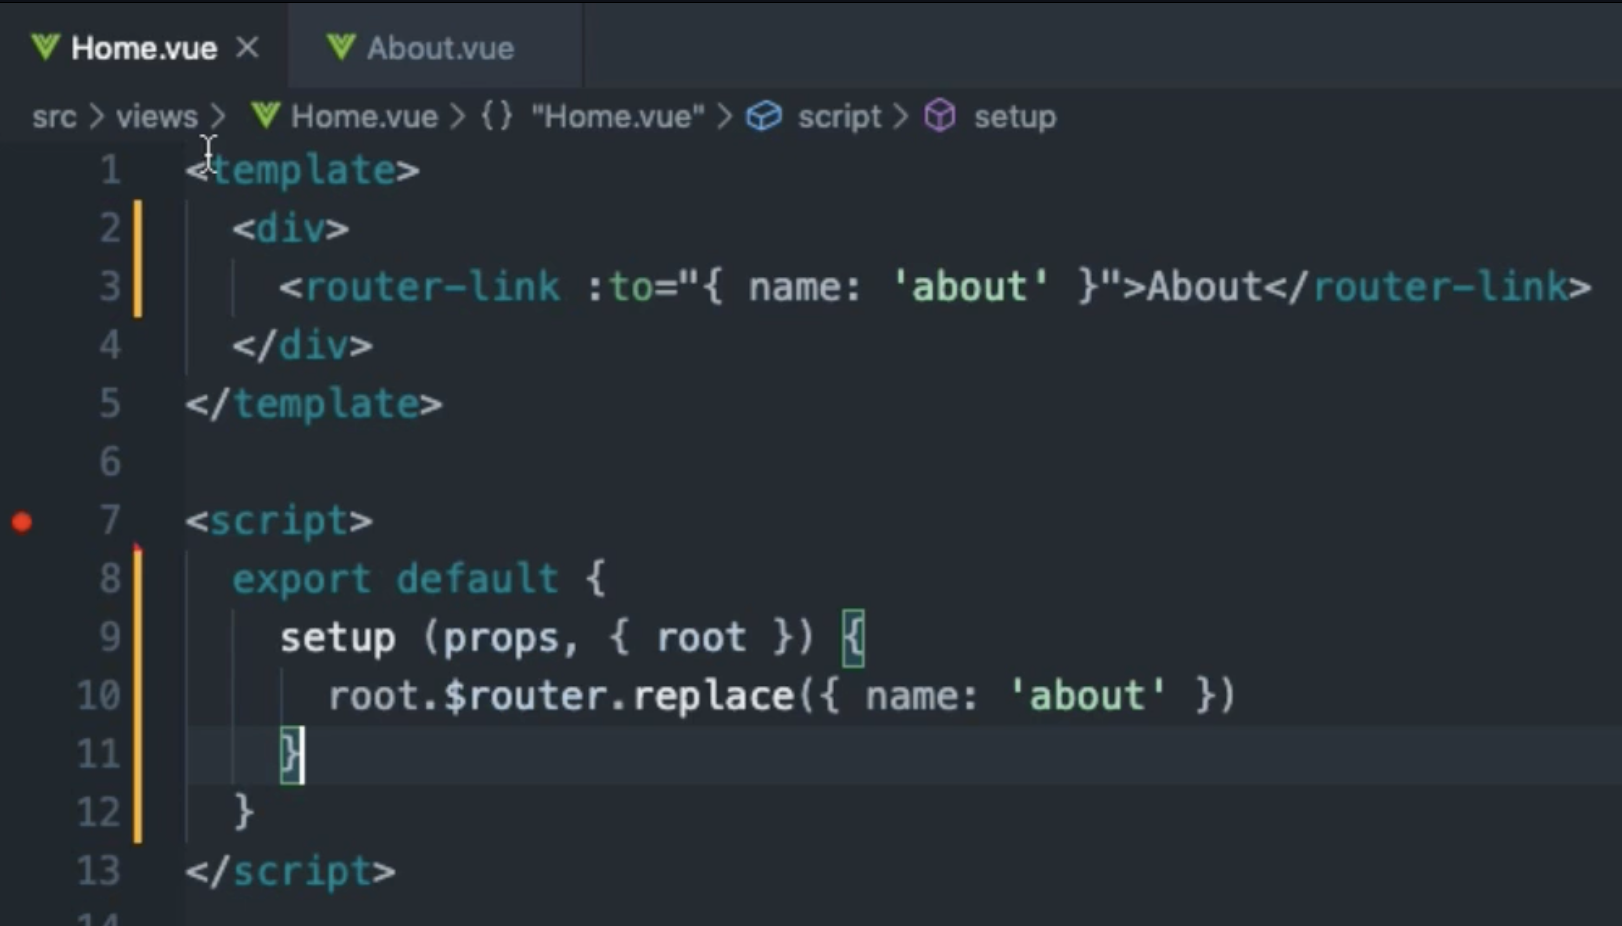 Home.vue About.vue
src > views > Home.vue > {} "Home.vue" > script > setup
1 <template>
2 <div>
3 <router-link :to="{ name: 'about' }">About</router-link>
4 </div>
5 </template>
6
7 <script>
8 export default {
9 setup (props, { root }) {
10 root.$router.replace({ name: 'about' })
11 }
12 }
13 </script>
14